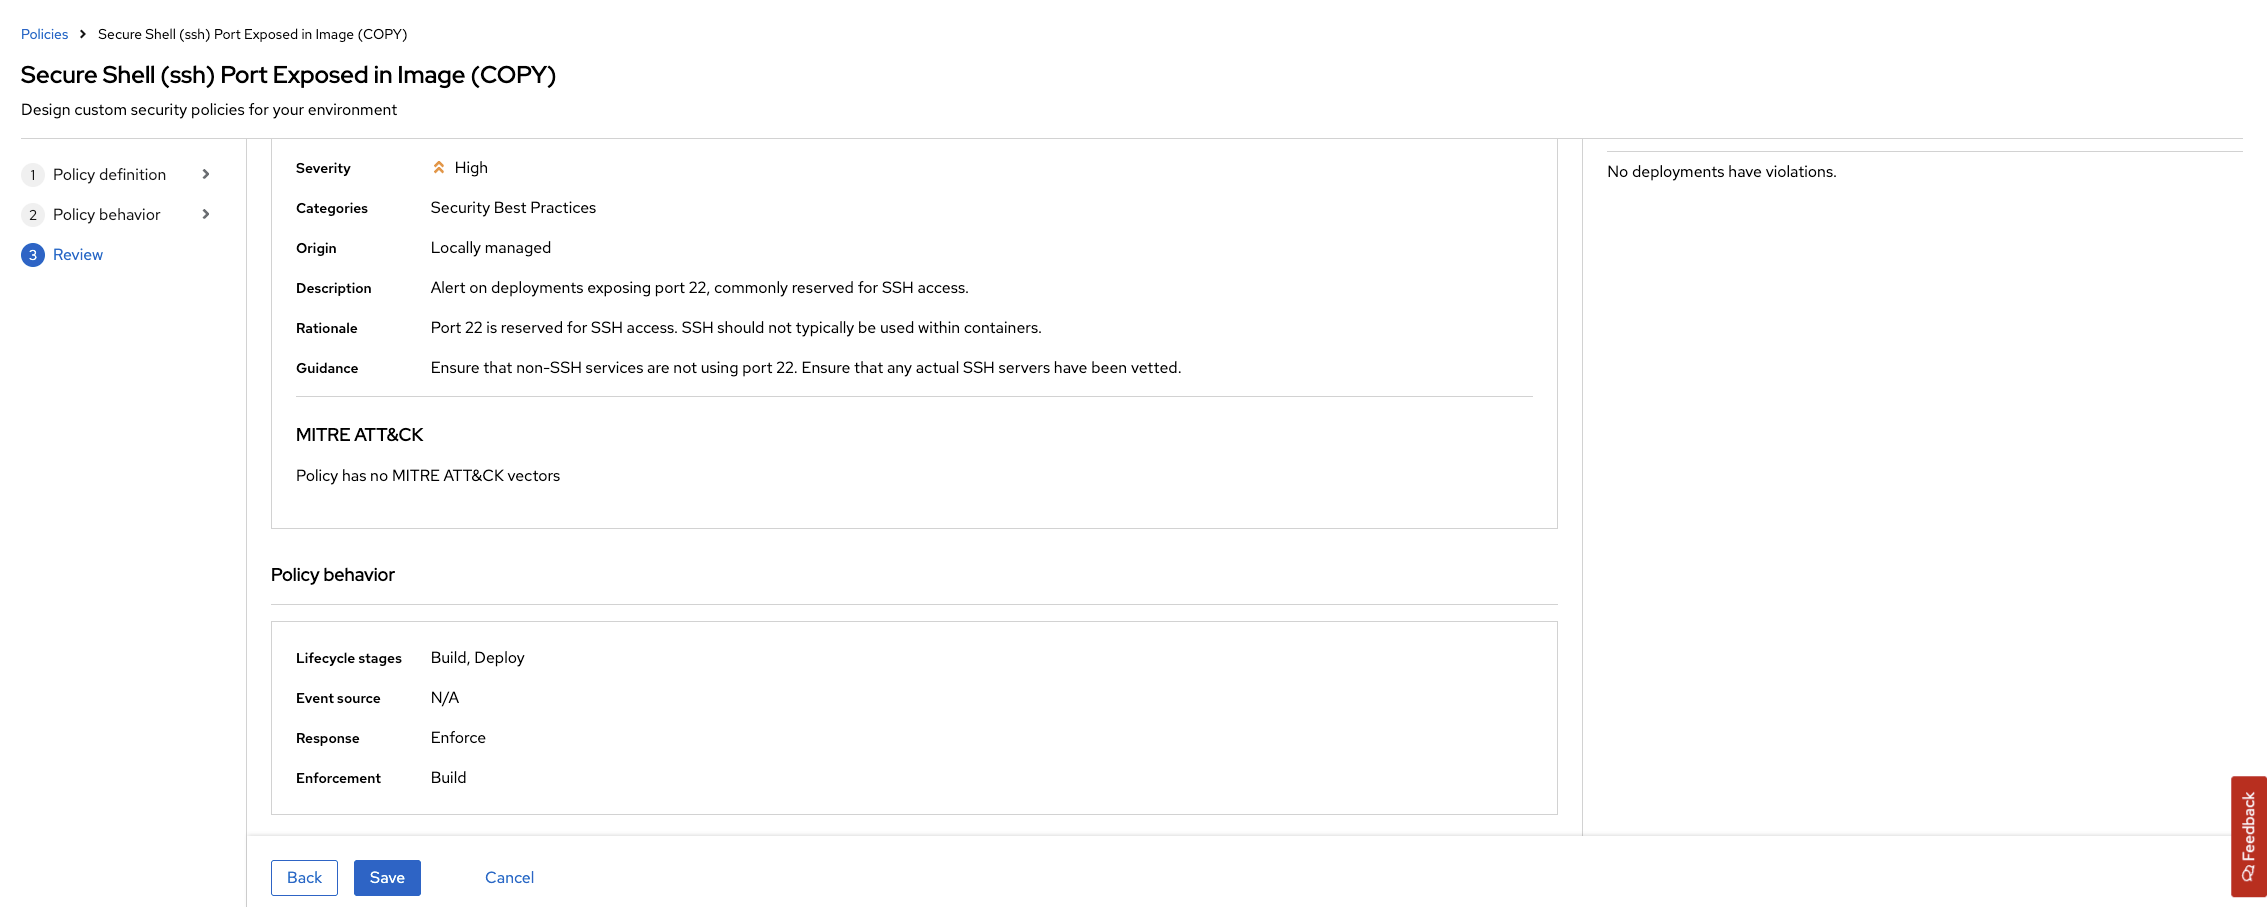 Policies > Secure Shell (ssh) Port Exposed in Image (COPY)
Secure Shell (ssh) Port Exposed in Image (COPY)
Design custom security policies for your environment
1 Policy definition
2 Policy behavior
3 Review
Severity High
Categories Security Best Practices
Origin Locally managed
Description Alert on deployments exposing port 22, commonly reserved for SSH access.
Rationale Port 22 is reserved for SSH access. SSH should not typically be used within containers.
Guidance Ensure that non-SSH services are not using port 22. Ensure that any actual SSH servers have been vetted.
MITRE ATT&CK
Policy has no MITRE ATT&CK vectors
Policy behavior
Lifecycle stages Build, Deploy
Event source N/A
Response Enforce
Enforcement Build
Back Save Cancel
No deployments have violations.
Feedback